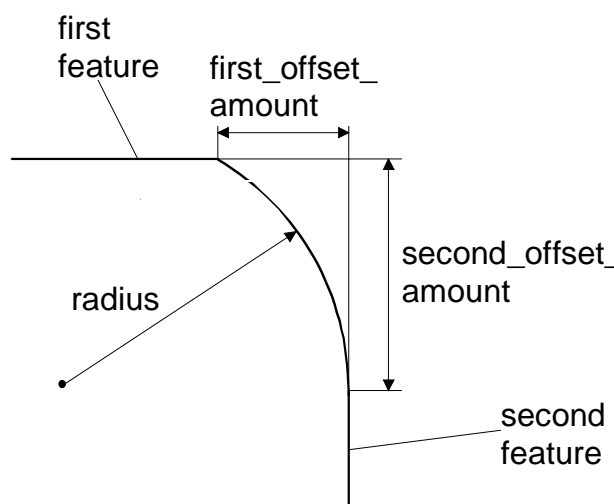 first
feature
first_offset_
amount
second_offset_
amount
radius
second
feature